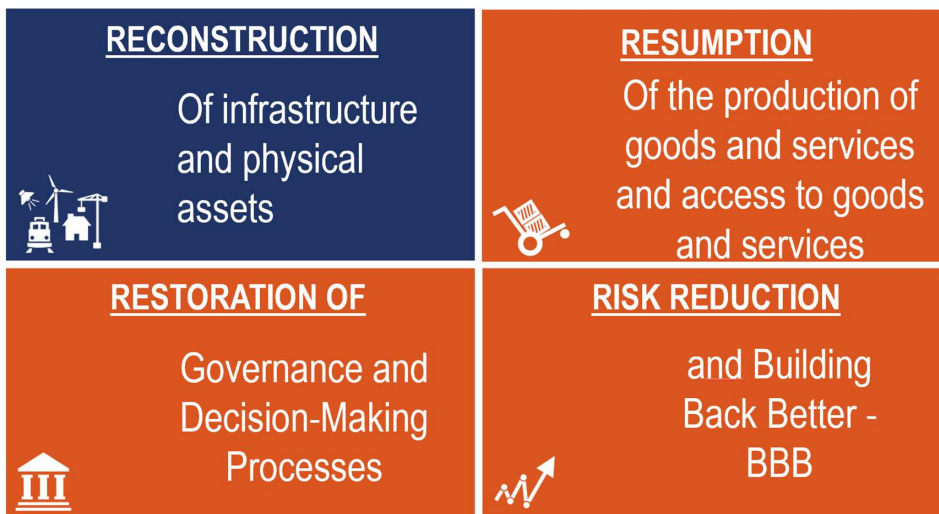 RECONSTRUCTION
Of infrastructure
and physical
assets
RESUMPTION
Of the production of
goods and services
and access to goods
and services
RESTORATION OF
Governance and
Decision-Making
Processes
RISK REDUCTION
and Building
Back Better -
BBB